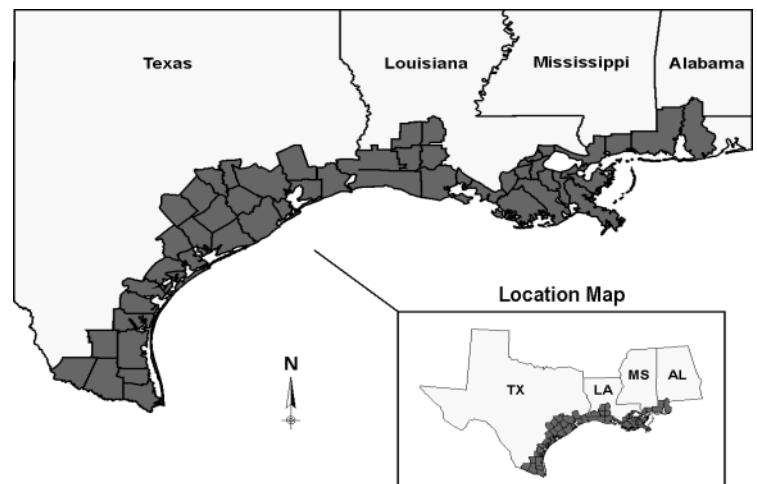 Texas
Louisiana
Mississippi
Alabama
N
Location Map
TX
LA
MS
AL